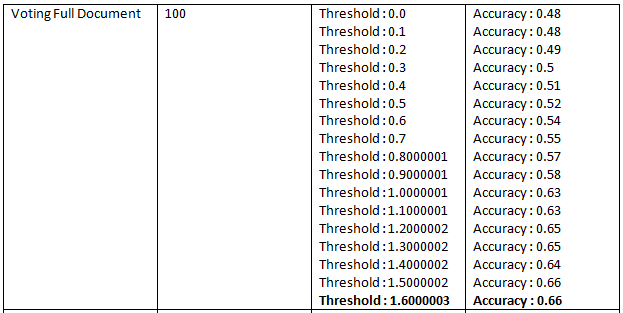 Voting Full Document 100 Threshold : 0.0 Accuracy : 0.48
Threshold : 0.1 Accuracy : 0.48
Threshold : 0.2 Accuracy : 0.49
Threshold : 0.3 Accuracy : 0.5
Threshold : 0.4 Accuracy : 0.51
Threshold : 0.5 Accuracy : 0.52
Threshold : 0.6 Accuracy : 0.54
Threshold : 0.7 Accuracy : 0.55
Threshold : 0.8000001 Accuracy : 0.57
Threshold : 0.9000001 Accuracy : 0.58
Threshold : 1.0000001 Accuracy : 0.63
Threshold : 1.1000001 Accuracy : 0.63
Threshold : 1.2000002 Accuracy : 0.65
Threshold : 1.3000002 Accuracy : 0.65
Threshold : 1.4000002 Accuracy : 0.64
Threshold : 1.5000002 Accuracy : 0.66
Threshold : 1.6000003 Accuracy : 0.66